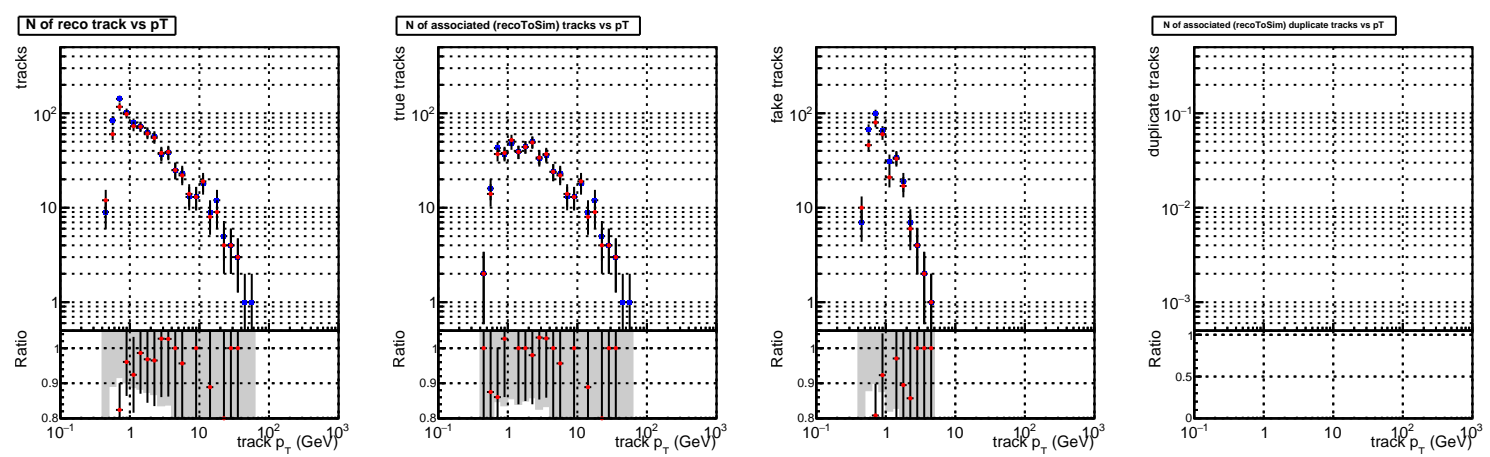 N of reco track vs pT
tracks
10²
10
1
Ratio
1
0.9
0.8
10⁻¹ 1 10 10² 10³
track p_T (GeV)
N of associated (recoToSim) tracks vs pT
true tracks
10²
10
1
Ratio
1
0.9
0.8
10⁻¹ 1 10 10² 10³
track p_T (GeV)
fake tracks
10²
10
1
Ratio
1
0.9
0.8
10⁻¹ 1 10 10² 10³
track p_T (GeV)
N of associated (recoToSim) duplicate tracks vs pT
duplicate tracks
10⁻¹
10⁻²
10⁻³
Ratio
1
0.5
0
10⁻¹ 1 10 10² 10³
track p_T (GeV)